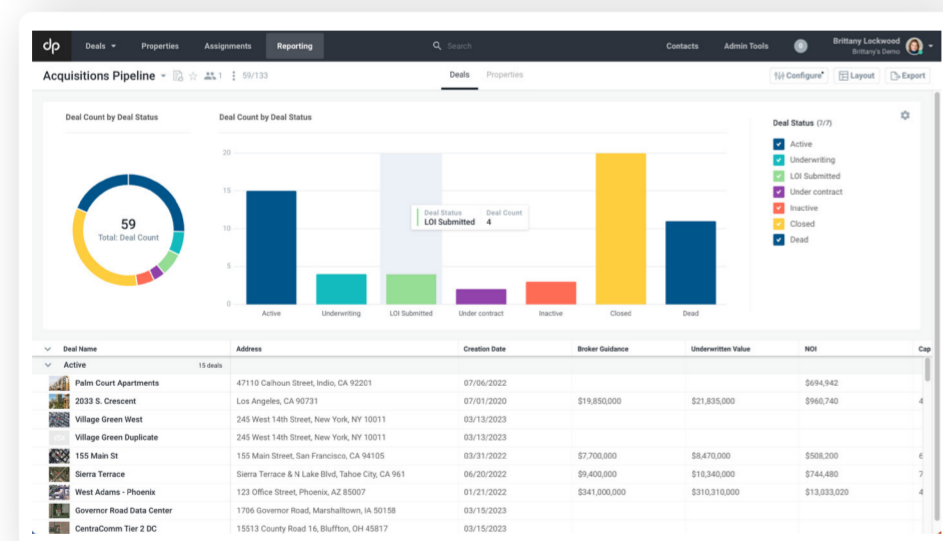 dp Deals Properties Assignments Reporting Search Contacts Admin Tools 0 Brittany Lockwood
Brittany's Demo
Acquisitions Pipeline 1 59/133 Deals Properties Configure Layout Export
Deal Count by Deal Status
59
Total: Deal Count
Deal Count by Deal Status
20
15
10
5
0
Deal Status Deal Count
LOI Submitted 4
Active Underwriting LOI Submitted Under contract Inactive Closed Dead
Deal Status (7/7)
Active
Underwriting
LOI Submitted
Under contract
Inactive
Closed
Dead
Deal Name Address Creation Date Broker Guidance Underwritten Value NOI Cap
Active 15 deals
Palm Court Apartments 47110 Calhoun Street, Indio, CA 92201 07/06/2022 $694,942
2033 S. Crescent Los Angeles, CA 90731 07/01/2020 $19,850,000 $21,835,000 $960,740 4
Village Green West 245 West 14th Street, New York, NY 10011 03/13/2023
Village Green Duplicate 245 West 14th Street, New York, NY 10011 03/13/2023
155 Main St 155 Main Street, San Francisco, CA 94105 03/31/2022 $7,700,000 $8,470,000 $508,200 6
Sierra Terrace Sierra Terrace & N Lake Blvd, Tahoe City, CA 961 06/20/2022 $9,400,000 $10,340,000 $744,480 7
West Adams - Phoenix 123 Office Street, Phoenix, AZ 85007 01/21/2022 $341,000,000 $310,310,000 $13,033,020 4
Governor Road Data Center 1706 Governor Road, Marshalltown, IA 50158 03/15/2023
CentraComm Tier 2 DC 15513 County Road 16, Bluffton, OH 45817 03/15/2023